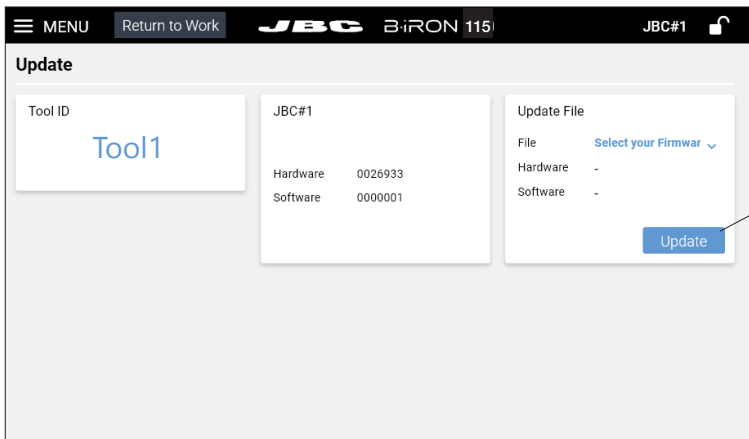 MENU Return to Work JBC B·iRON 115 JBC#1
Update
Tool ID
Tool1
JBC#1
Hardware 0026933
Software 0000001
Update File
File Select your Firmwar
Hardware -
Software -
Update